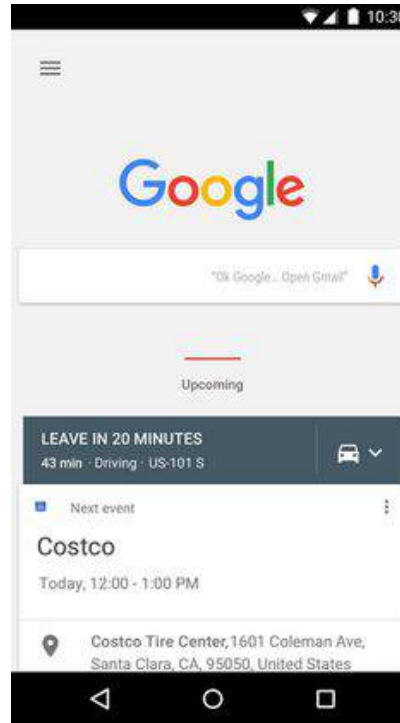 10:30
Google
"Ok Google... Open Gmail"
Upcoming
LEAVE IN 20 MINUTES
43 min · Driving · US-101 S
Next event
Costco
Today, 12:00 - 1:00 PM
Costco Tire Center, 1601 Coleman Ave,
Santa Clara, CA, 95050, United States